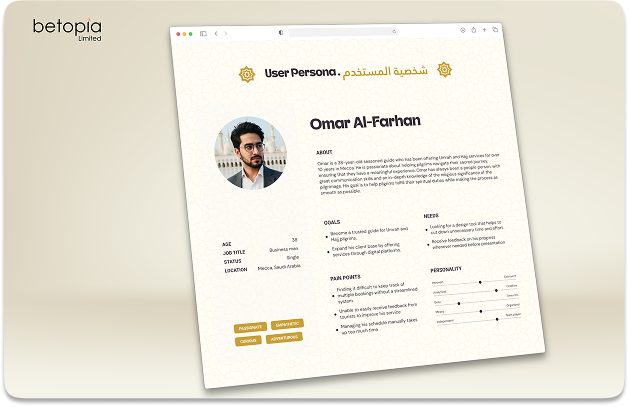 betopia
Limited
User Persona . شخصية المستخدم
Omar Al-Farhan
ABOUT
Omar is a 38-year-old seasoned guide who has been offering Umrah and Hajj services for over
10 years in Mecca. He is passionate about helping pilgrims navigate their sacred journey,
ensuring that they have a meaningful experience. Omar has always been a people person, with
great communication skills and an in-depth knowledge of the religious significance of the
pilgrimage. His goal is to help pilgrims fulfill their spiritual duties while making the process as
smooth as possible.
AGE 38
JOB TITLE Business man
STATUS Single
LOCATION Mecca, Saudi Arabia
PASSIONATE EMPATHETIC
CURIOUS ADVENTUROUS
GOALS
Become a trusted guide for Umrah and
Hajj pilgrims.
Expand his client base by offering
services through digital platforms.
NEEDS
Looking for a design tool that helps to
cut down unnecessary time and effort
Receive feedback on his progress
whenever needed before presentation
PAIN POINTS
Finding it difficult to keep track of
multiple bookings without a streamlined
system
Unable to easily receive feedback from
tourists to improve his service
Managing his schedule manually takes
up too much time
PERSONALITY
Introvert Extrovert
Analytical Creative
Messy Organized
Independent Team player